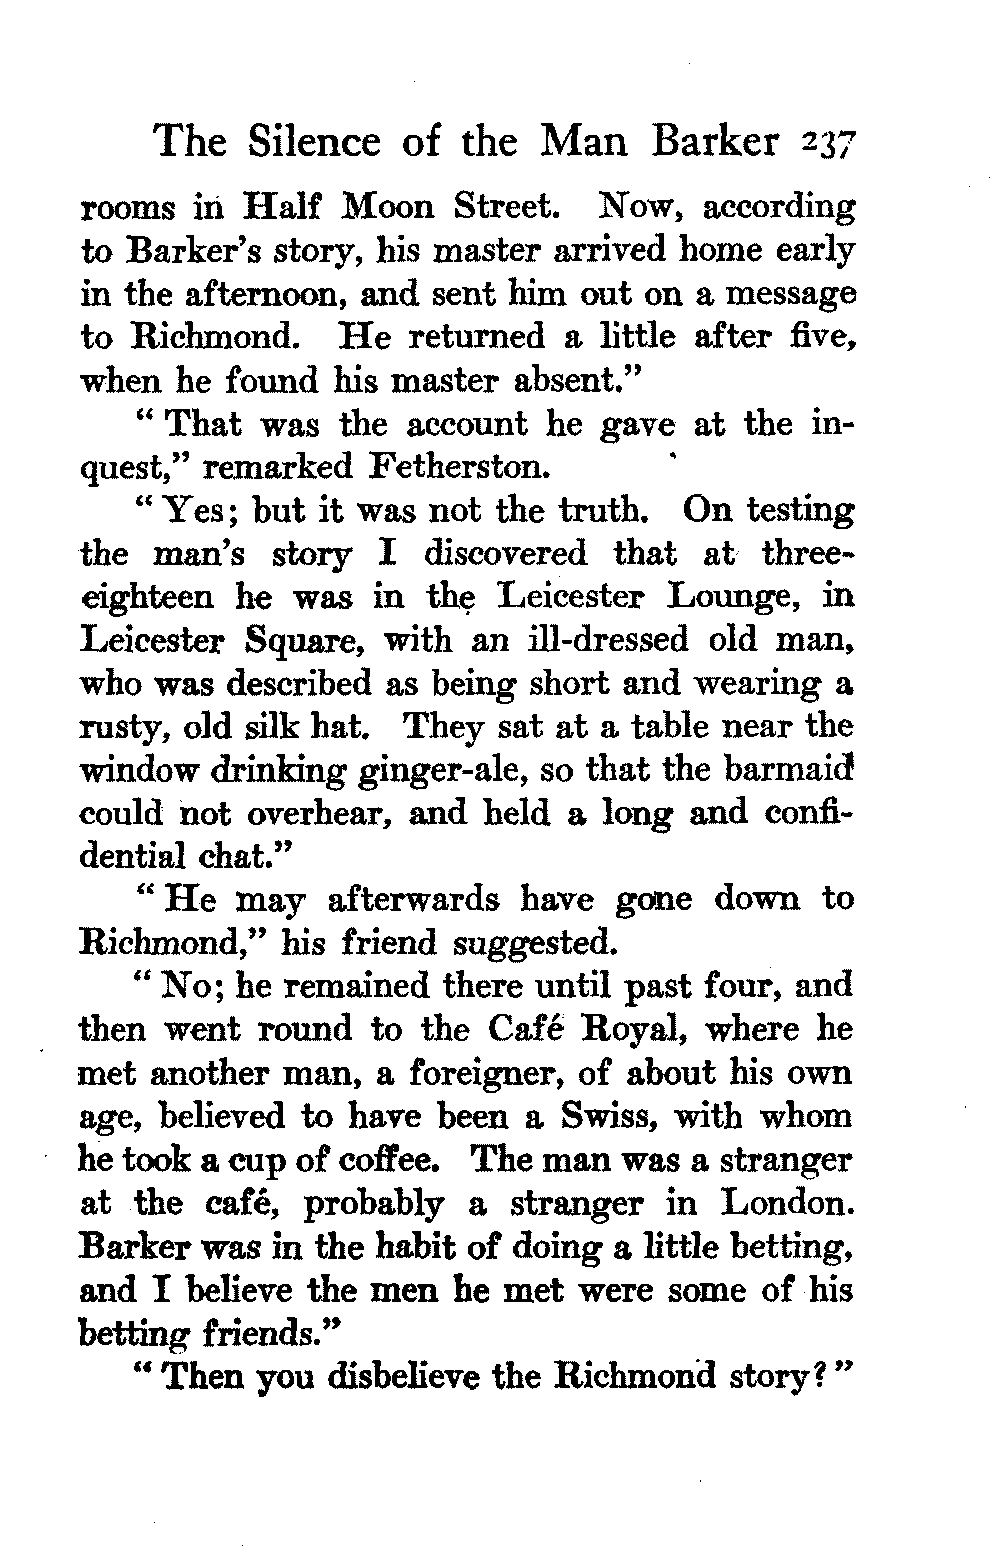 The Silence of the Man Barker 237
rooms in Half Moon Street. Now, according
to Barker's story, his master arrived home early
in the afternoon, and sent him out on a message
to Richmond. He returned a little after five,
when he found his master absent."
"That was the account he gave at the in-
quest," remarked Fetherston.
"Yes; but it was not the truth. On testing
the man's story I discovered that at three-
eighteen he was in the Leicester Lounge, in
Leicester Square, with an ill-dressed old man,
who was described as being short and wearing a
rusty, old silk hat. They sat at a table near the
window drinking ginger-ale, so that the barmaid
could not overhear, and held a long and confi-
dential chat."
"He may afterwards have gone down to
Richmond," his friend suggested.
"No; he remained there until past four, and
then went round to the Café Royal, where he
met another man, a foreigner, of about his own
age, believed to have been a Swiss, with whom
he took a cup of coffee. The man was a stranger
at the café, probably a stranger in London.
Barker was in the habit of doing a little betting,
and I believe the men he met were some of his
betting friends."
"Then you disbelieve the Richmond story?"